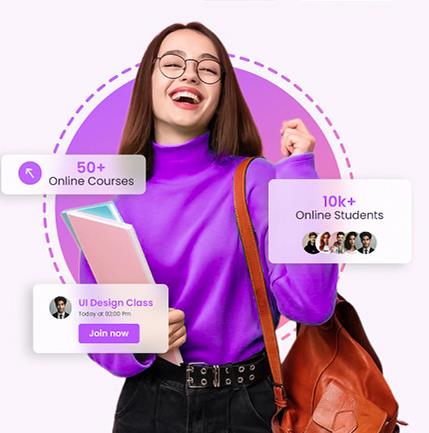 50+
Online Courses
10k+
Online Students
UI Design Class
Today at 02:00 Pm
Join now